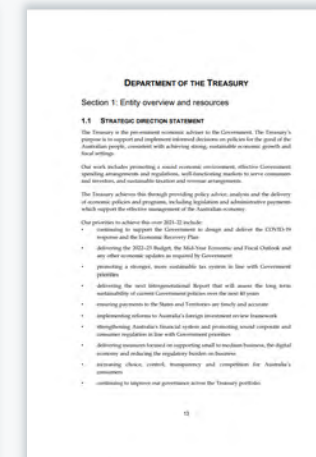 DEPARTMENT OF THE TREASURY
Section 1: Entity overview and resources
1.1 STRATEGIC DIRECTION STATEMENT
The Treasury is the pre-eminent economic adviser to the Government. The Treasury's
purpose is to support and implement informed decisions on policies for the good of the
Australian people, consistent with achieving strong, sustainable economic growth and
fiscal settings.
Our work includes promoting a sound economic environment, effective Government
spending arrangements and regulations, well-functioning markets to serve consumers
and investors, and sustainable taxation and revenue arrangements.
The Treasury achieves this through providing policy advice, analysis and the delivery
of economic policies and programs, including legislation and administrative payments
which support the effective management of the Australian economy.
Our priorities to achieve this over 2021–22 include:
• continuing to support the Government to design and deliver the COVID-19
response and the Economic Recovery Plan
• delivering the 2022–23 Budget, the Mid-Year Economic and Fiscal Outlook and
any other economic updates as required by Government
• promoting a stronger, more sustainable tax system in line with Government
priorities
• delivering the next Intergenerational Report that will assess the long term
sustainability of current Government policies over the next 40 years
• ensuring payments to the States and Territories are timely and accurate
• implementing reforms to Australia's foreign investment review framework
• strengthening Australia's financial system and promoting sound corporate and
consumer regulation in line with Government priorities
• delivering measures focused on supporting small to medium business, the digital
economy and reducing the regulatory burden on business
• increasing choice, control, transparency and competition for Australia's
consumers
• continuing to improve our governance across the Treasury portfolio.